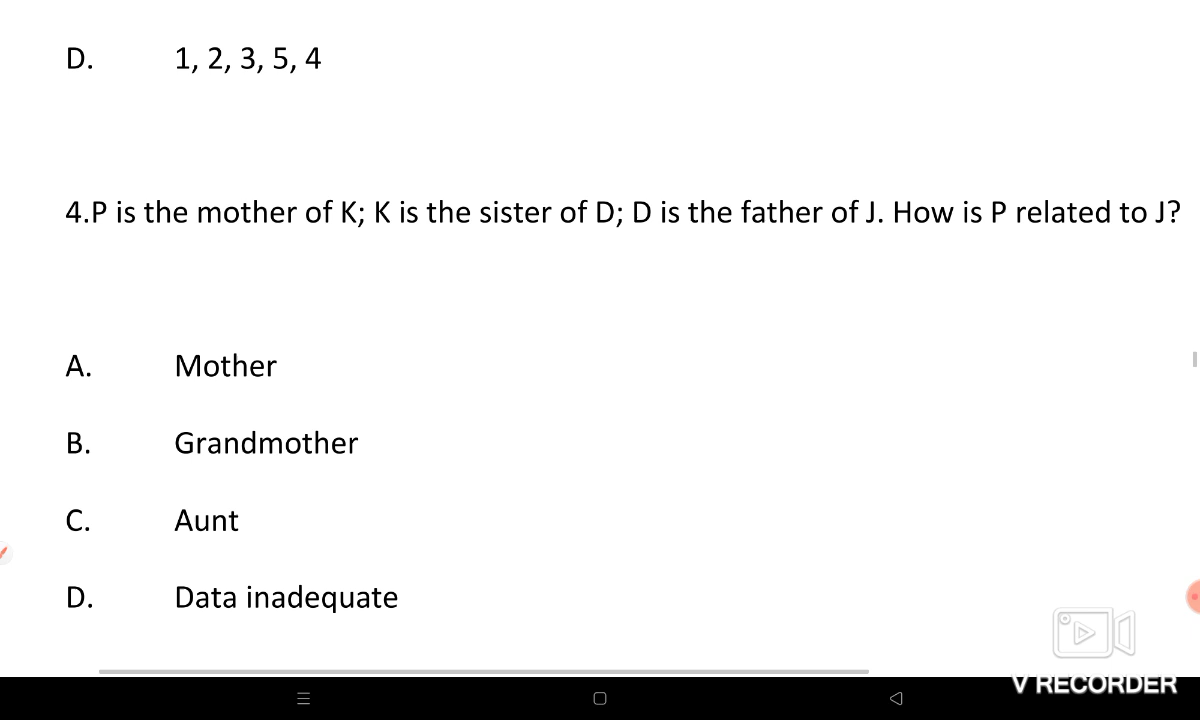 D. 1, 2, 3, 5, 4
4.P is the mother of K; K is the sister of D; D is the father of J. How is P related to J?
A. Mother
B. Grandmother
C. Aunt
D. Data inadequate
V RECORDER